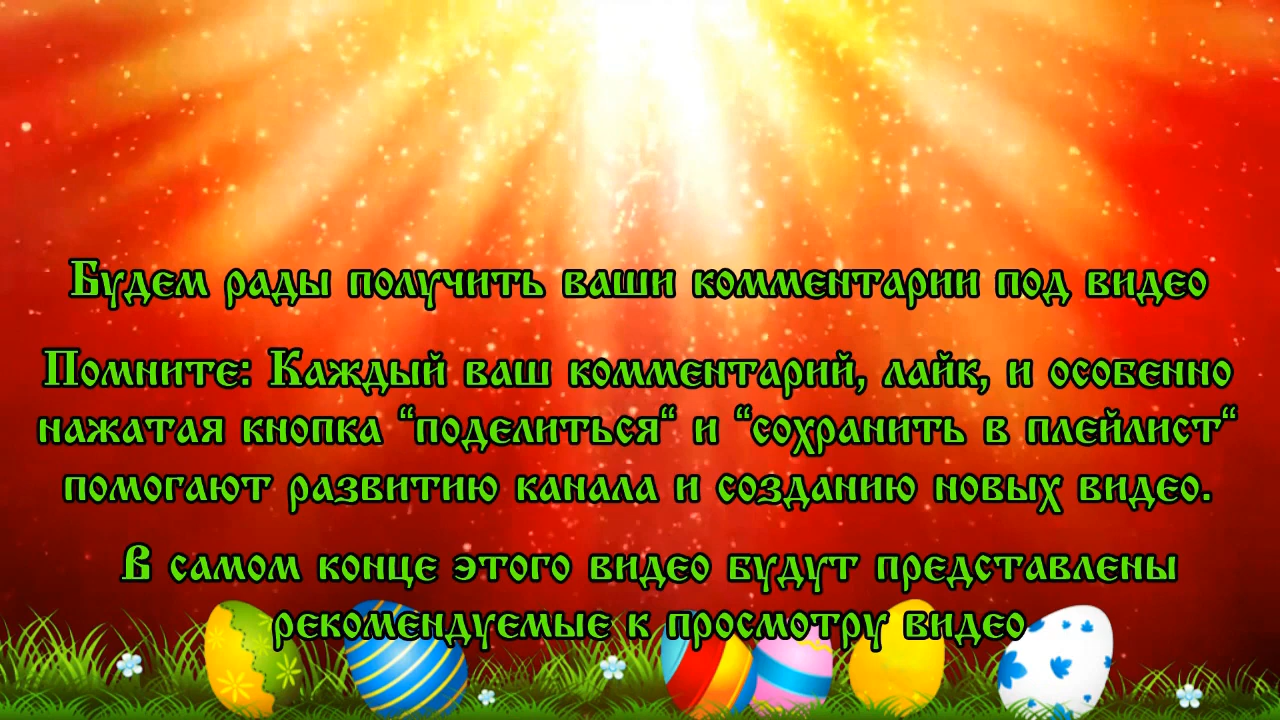 Будем рады получить ваши комментарии под видео
Помните: Каждый ваш комментарий, лайк, и особенно
нажатая кнопка “поделиться“ и “сохранить в плейлист“
помогают развитию канала и созданию новых видео.
В самом конце этого видео будут представлены
рекомендуемые к просмотру видео